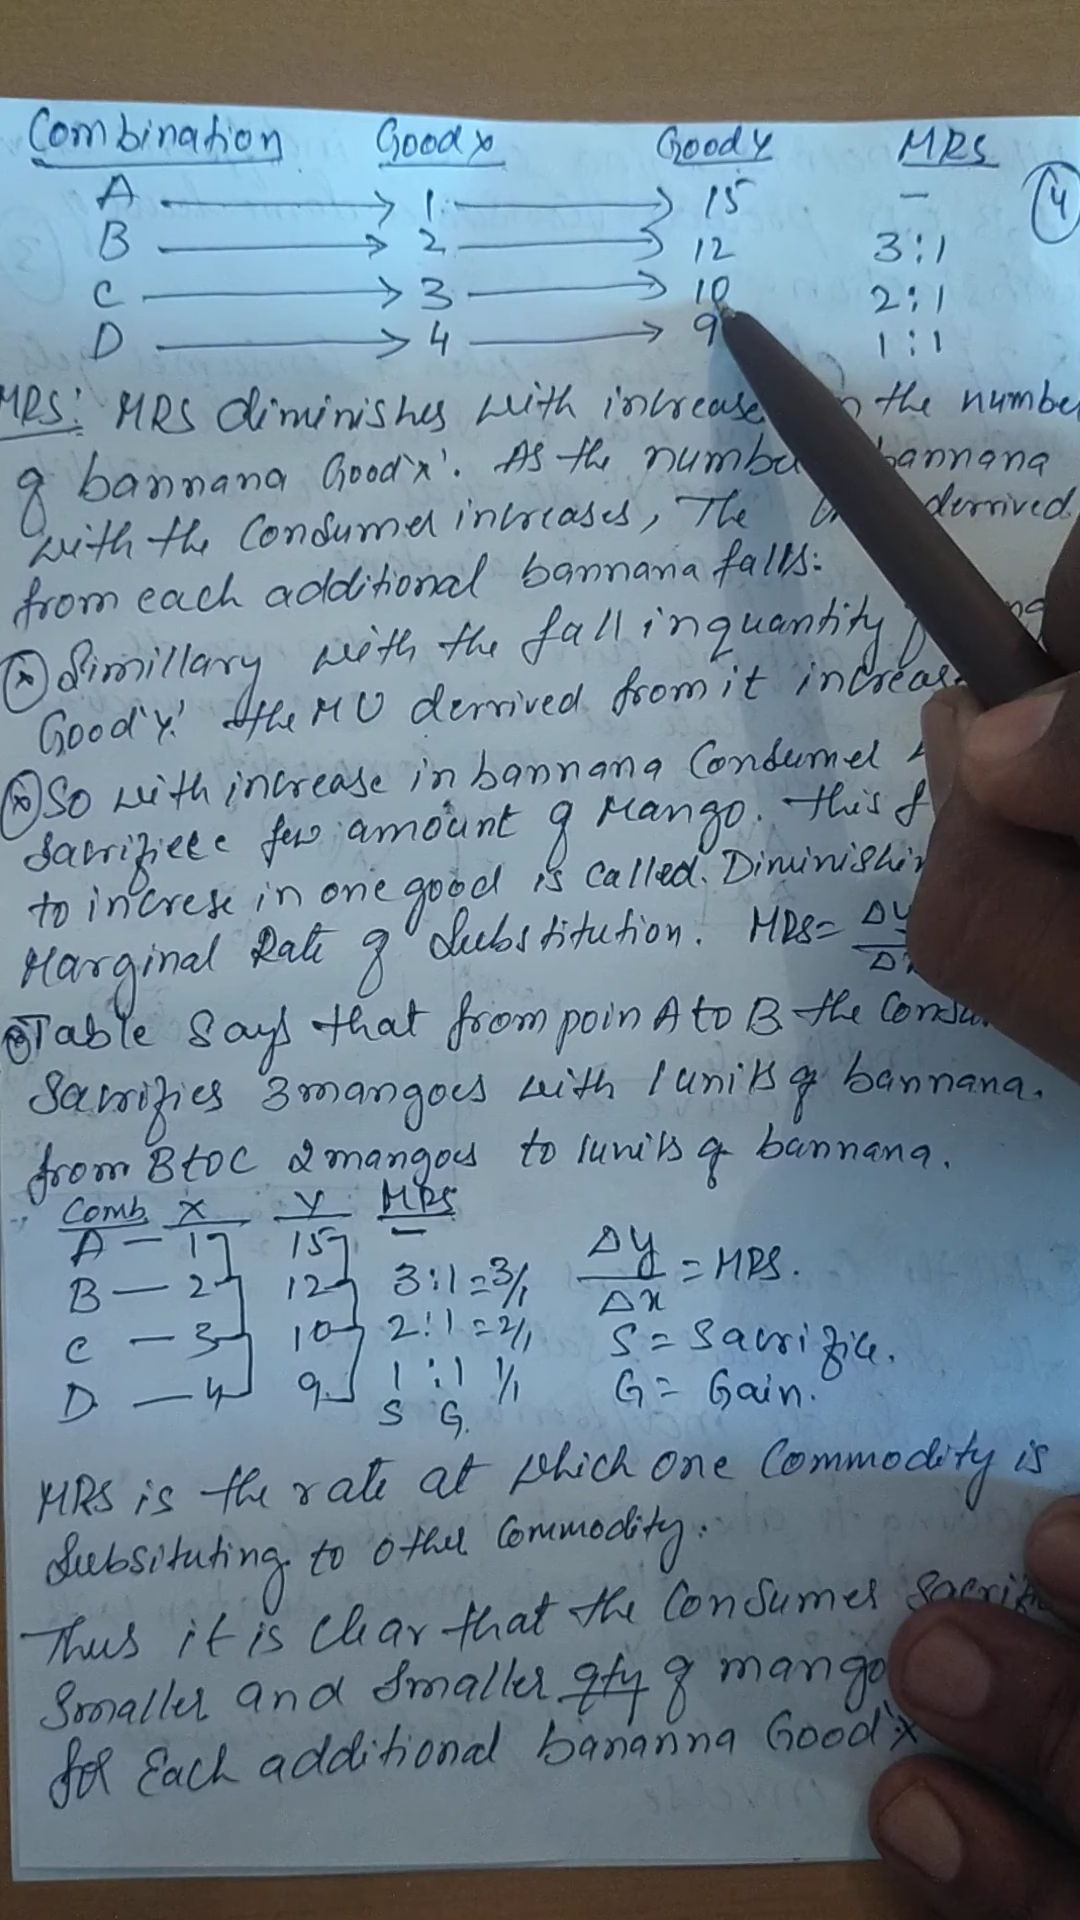 Combination Good x Good Y MRS
A 1 15 –
4
B 2 12 3:1
C 3 10 2:1
D 4 9 1:1
MRS: MRS diminishes with increase the number
of bannana Good 'x'. As the number bannana
with the Consumer increases, The derrived
from each additional bannana falls:
Simillary with the fall in quantity
Good 'Y'. the MU derrived from it increas
So with increase in bannana Consumer
Sacrifiece few amount of Mango. This
to increse in one good is called. Diminishin
Marginal Rate of Substitution. MRS= Δy
Δx
Table Says that from poin A to B the Consu
Sacrifies 3 mangoes with 1 units of bannana.
from B to C 2 mangoes to 1 units of bannana.
Comb. X Y MRS
A – 1 15 –
B – 2 12 3:1 = 3/1 Δy/Δx = MRS.
C – 3 10 2:1 = 2/1 S = Sacrifice.
D – 4 9 1:1 1/1 G = Gain.
S G.
MRS is the rate at which one Commodity is
Subsituting to other Commodity.
Thus it is Clear that the Consumer Sacrifi
Smaller and Smaller qty of mango
for Each additional bananna Good 'x